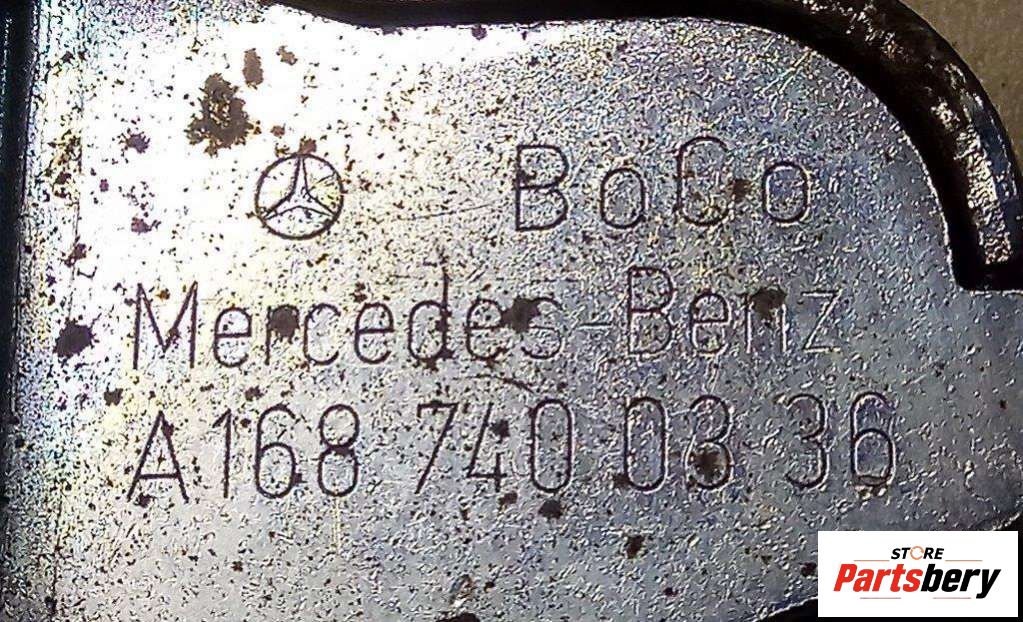 BoCo
Mercedes-Benz
A 168 740 03 36
STORE
Partsbery